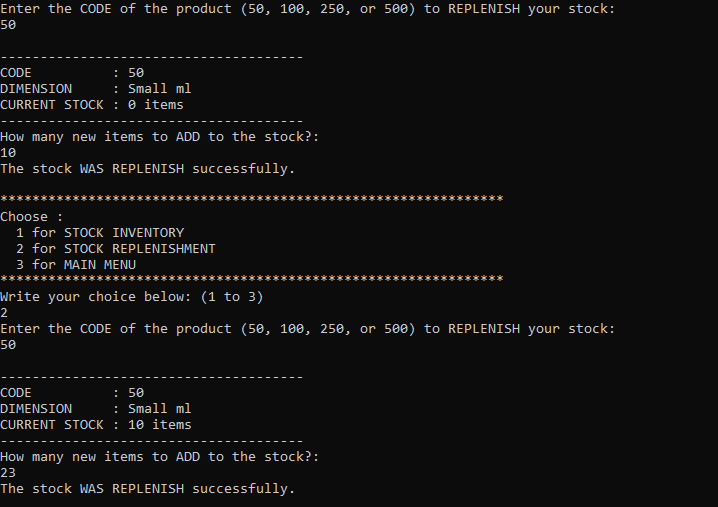 Enter the CODE of the product (50, 100, 250, or 500) to REPLENISH your stock:
50
--------------------------------------
CODE          : 50
DIMENSION     : Small ml
CURRENT STOCK : 0 items
--------------------------------------
How many new items to ADD to the stock?:
10
The stock WAS REPLENISH successfully.
***************************************************************
Choose :
  1 for STOCK INVENTORY
  2 for STOCK REPLENISHMENT
  3 for MAIN MENU
***************************************************************
Write your choice below: (1 to 3)
2
Enter the CODE of the product (50, 100, 250, or 500) to REPLENISH your stock:
50
--------------------------------------
CODE          : 50
DIMENSION     : Small ml
CURRENT STOCK : 10 items
--------------------------------------
How many new items to ADD to the stock?:
23
The stock WAS REPLENISH successfully.